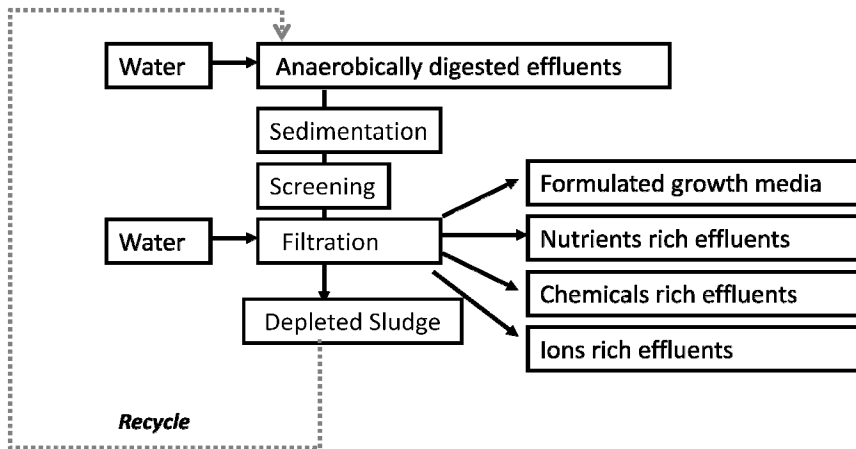 Water
Anaerobically digested effluents
Sedimentation
Screening
Formulated growth media
Water
Filtration
Nutrients rich effluents
Chemicals rich effluents
Depleted Sludge
Ions rich effluents
Recycle